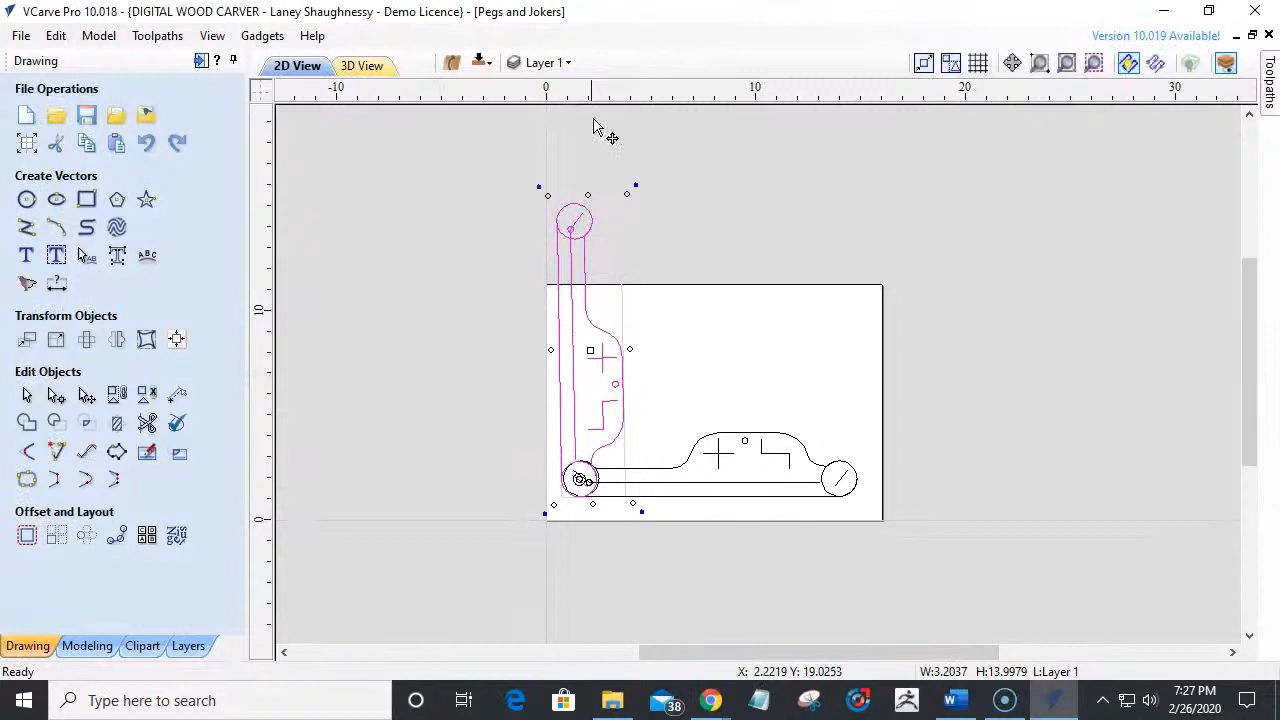 VCarve Pro 10.018 - {DIGITAL WOOD CARVER - Laney Shaughnessy - Demo Licence} - [Pegs and Jokers]
File Edit Model Toolpaths View Gadgets Help
Version 10.019 Available!
Drawing
2D View 3D View
Layer 1
Toolpaths
File Operations
-10 0 10 20 30
Create Vectors
10
0
Transform Objects
Edit Objects
Offset and Layout
Drawing Modeling Clipart Layers
Ready
X: 2.2219 Y: 19.0253
W:3.2037 H:13.9979 L:Layer 1
Type here to search
38
7:27 PM
2/26/2020